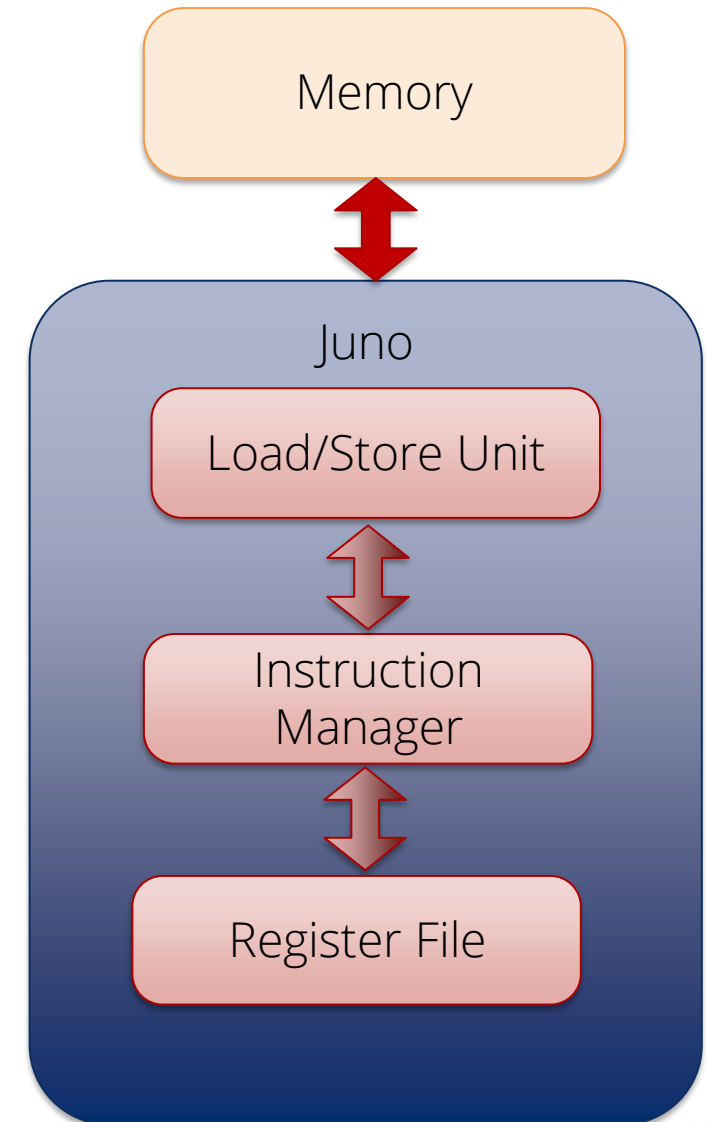 Memory
Juno
Load/Store Unit
Instruction
Manager
Register File